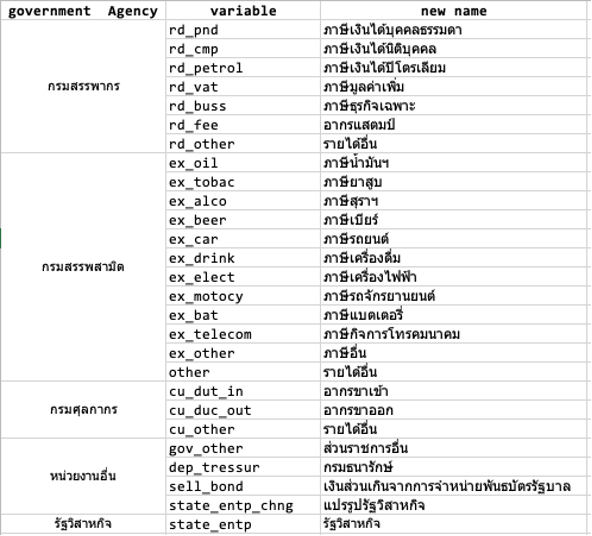 government Agency variable new name
rd_pnd ภาษีเงินได้บุคคลธรรมดา
rd_cmp ภาษีเงินได้นิติบุคคล
rd_petrol ภาษีเงินได้ปิโตรเลียม
กรมสรรพากร rd_vat ภาษีมูลค่าเพิ่ม
rd_buss ภาษีธุรกิจเฉพาะ
rd_fee อากรแสตมป์
rd_other รายได้อื่น
ex_oil ภาษีน้ำมันฯ
ex_tobac ภาษียาสูบ
ex_alco ภาษีสุราฯ
ex_beer ภาษีเบียร์
ex_car ภาษีรถยนต์
กรมสรรพสามิต ex_drink ภาษีเครื่องดื่ม
ex_elect ภาษีเครื่องไฟฟ้า
ex_motocy ภาษีรถจักรยานยนต์
ex_bat ภาษีแบตเตอรี่
ex_telecom ภาษีกิจการโทรคมนาคม
ex_other ภาษีอื่น
other รายได้อื่น
cu_dut_in อากรขาเข้า
กรมศุลกากร cu_duc_out อากรขาออก
cu_other รายได้อื่น
gov_other ส่วนราชการอื่น
หน่วยงานอื่น dep_tressur กรมธนารักษ์
sell_bond เงินส่วนเกินจากการจำหน่ายพันธบัตรรัฐบาล
state_entp_chng แปรรูปรัฐวิสาหกิจ
รัฐวิสาหกิจ state_entp รัฐวิสาหกิจ